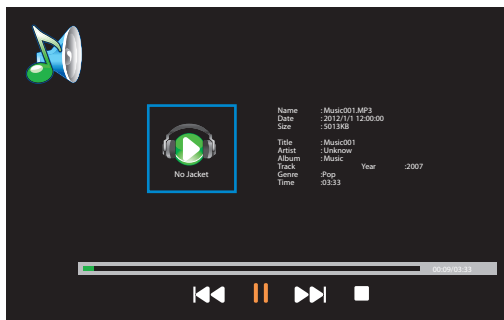 No Jacket
Name : Music001.MP3
Date : 2012/1/1 12:00:00
Size : 5013KB
Title : Music001
Artist : Unknow
Album : Music
Track Year :2007
Genre :Pop
Time :03:33
00:09/03:33